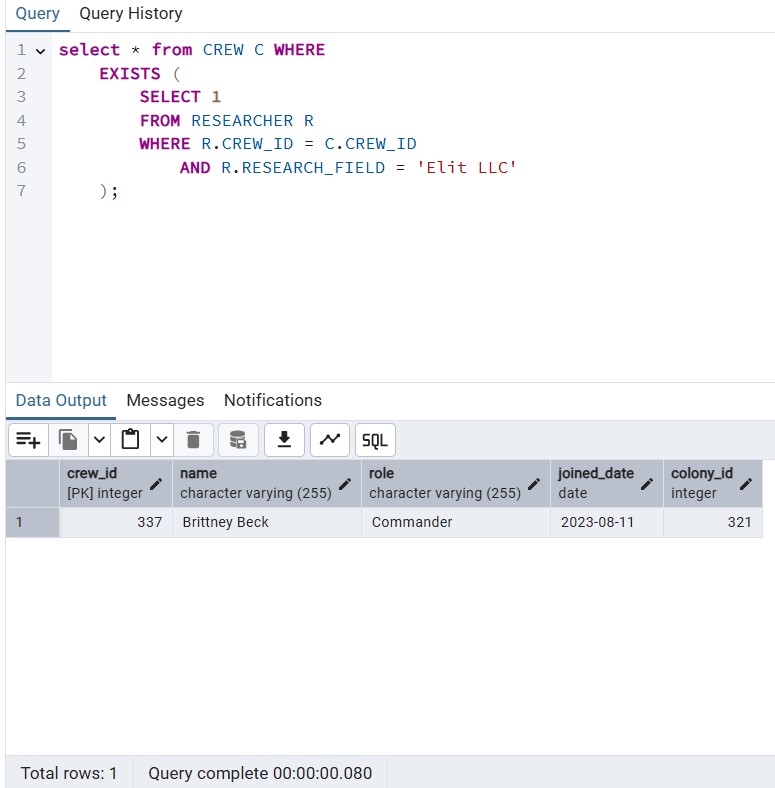 Query Query History
1 select * from CREW C WHERE
2 EXISTS (
3 SELECT 1
4 FROM RESEARCHER R
5 WHERE R.CREW_ID = C.CREW_ID
6 AND R.RESEARCH_FIELD = 'Elit LLC'
7 );
Data Output Messages Notifications
SQL
crew_id name role joined_date colony_id
[PK] integer character varying (255) character varying (255) date integer
1 337 Brittney Beck Commander 2023-08-11 321
Total rows: 1 Query complete 00:00:00.080